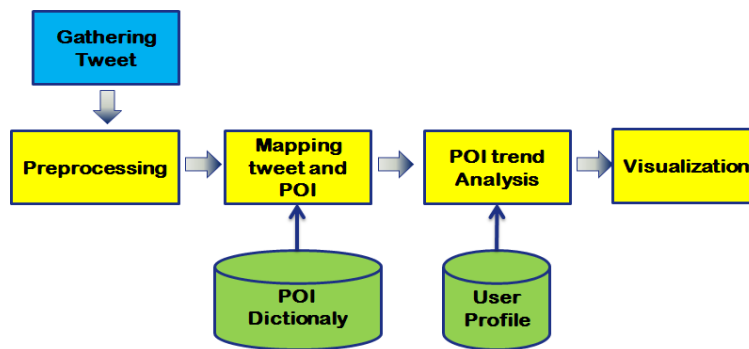 Gathering
Tweet
Preprocessing
Mapping
tweet and
POI
POI trend
Analysis
Visualization
POI
Dictionaly
User
Profile